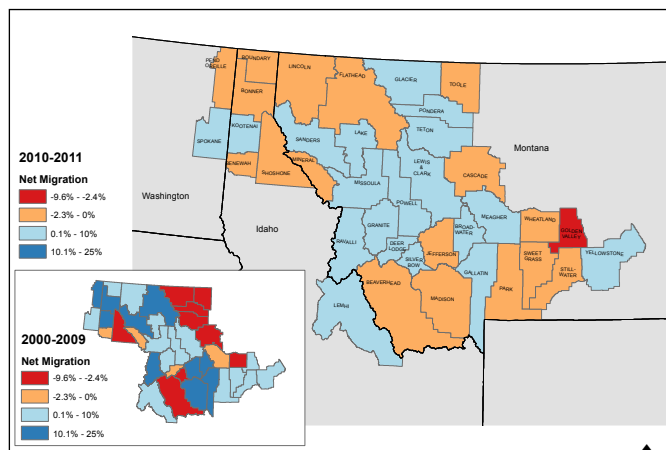 PEND
OREILLE
BOUNDARY
BONNER
LINCOLN
FLATHEAD
GLACIER
TOOLE
PONDERA
TETON
KOOTENAI
SPOKANE
SANDERS
LAKE
LEWIS
&
CLARK
CASCADE
Montana
BENEWAH
SHOSHONE
MINERAL
MISSOULA
POWELL
MEAGHER
WHEATLAND
GOLDEN
VALLEY
YELLOWSTONE
Washington
Idaho
RAVALLI
GRANITE
DEER
LODGE
SILVER
BOW
BROAD-
WATER
JEFFERSON
GALLATIN
SWEET
GRASS
STILL-
WATER
PARK
BEAVERHEAD
MADISON
LEMHI
2010-2011
Net Migration
-9.6% - -2.4%
-2.3% - 0%
0.1% - 10%
10.1% - 25%
2000-2009
Net Migration
-9.6% - -2.4%
-2.3% - 0%
0.1% - 10%
10.1% - 25%